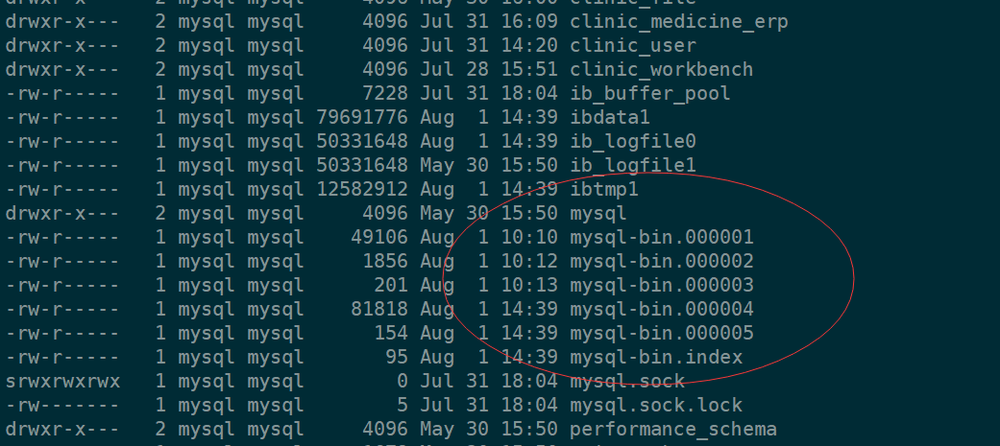 drwxr-x--- 2 mysql mysql 4096 May 30 16:00 clinic_file
drwxr-x--- 2 mysql mysql 4096 Jul 31 16:09 clinic_medicine_erp
drwxr-x--- 2 mysql mysql 4096 Jul 31 14:20 clinic_user
drwxr-x--- 2 mysql mysql 4096 Jul 28 15:51 clinic_workbench
-rw-r----- 1 mysql mysql 7228 Jul 31 18:04 ib_buffer_pool
-rw-r----- 1 mysql mysql 79691776 Aug 1 14:39 ibdata1
-rw-r----- 1 mysql mysql 50331648 Aug 1 14:39 ib_logfile0
-rw-r----- 1 mysql mysql 50331648 May 30 15:50 ib_logfile1
-rw-r----- 1 mysql mysql 12582912 Aug 1 14:39 ibtmp1
drwxr-x--- 2 mysql mysql 4096 May 30 15:50 mysql
-rw-r----- 1 mysql mysql 49106 Aug 1 10:10 mysql-bin.000001
-rw-r----- 1 mysql mysql 1856 Aug 1 10:12 mysql-bin.000002
-rw-r----- 1 mysql mysql 201 Aug 1 10:13 mysql-bin.000003
-rw-r----- 1 mysql mysql 81818 Aug 1 14:39 mysql-bin.000004
-rw-r----- 1 mysql mysql 154 Aug 1 14:39 mysql-bin.000005
-rw-r----- 1 mysql mysql 95 Aug 1 14:39 mysql-bin.index
srwxrwxrwx 1 mysql mysql 0 Jul 31 18:04 mysql.sock
-rw------- 1 mysql mysql 5 Jul 31 18:04 mysql.sock.lock
drwxr-x--- 2 mysql mysql 4096 May 30 15:50 performance_schema